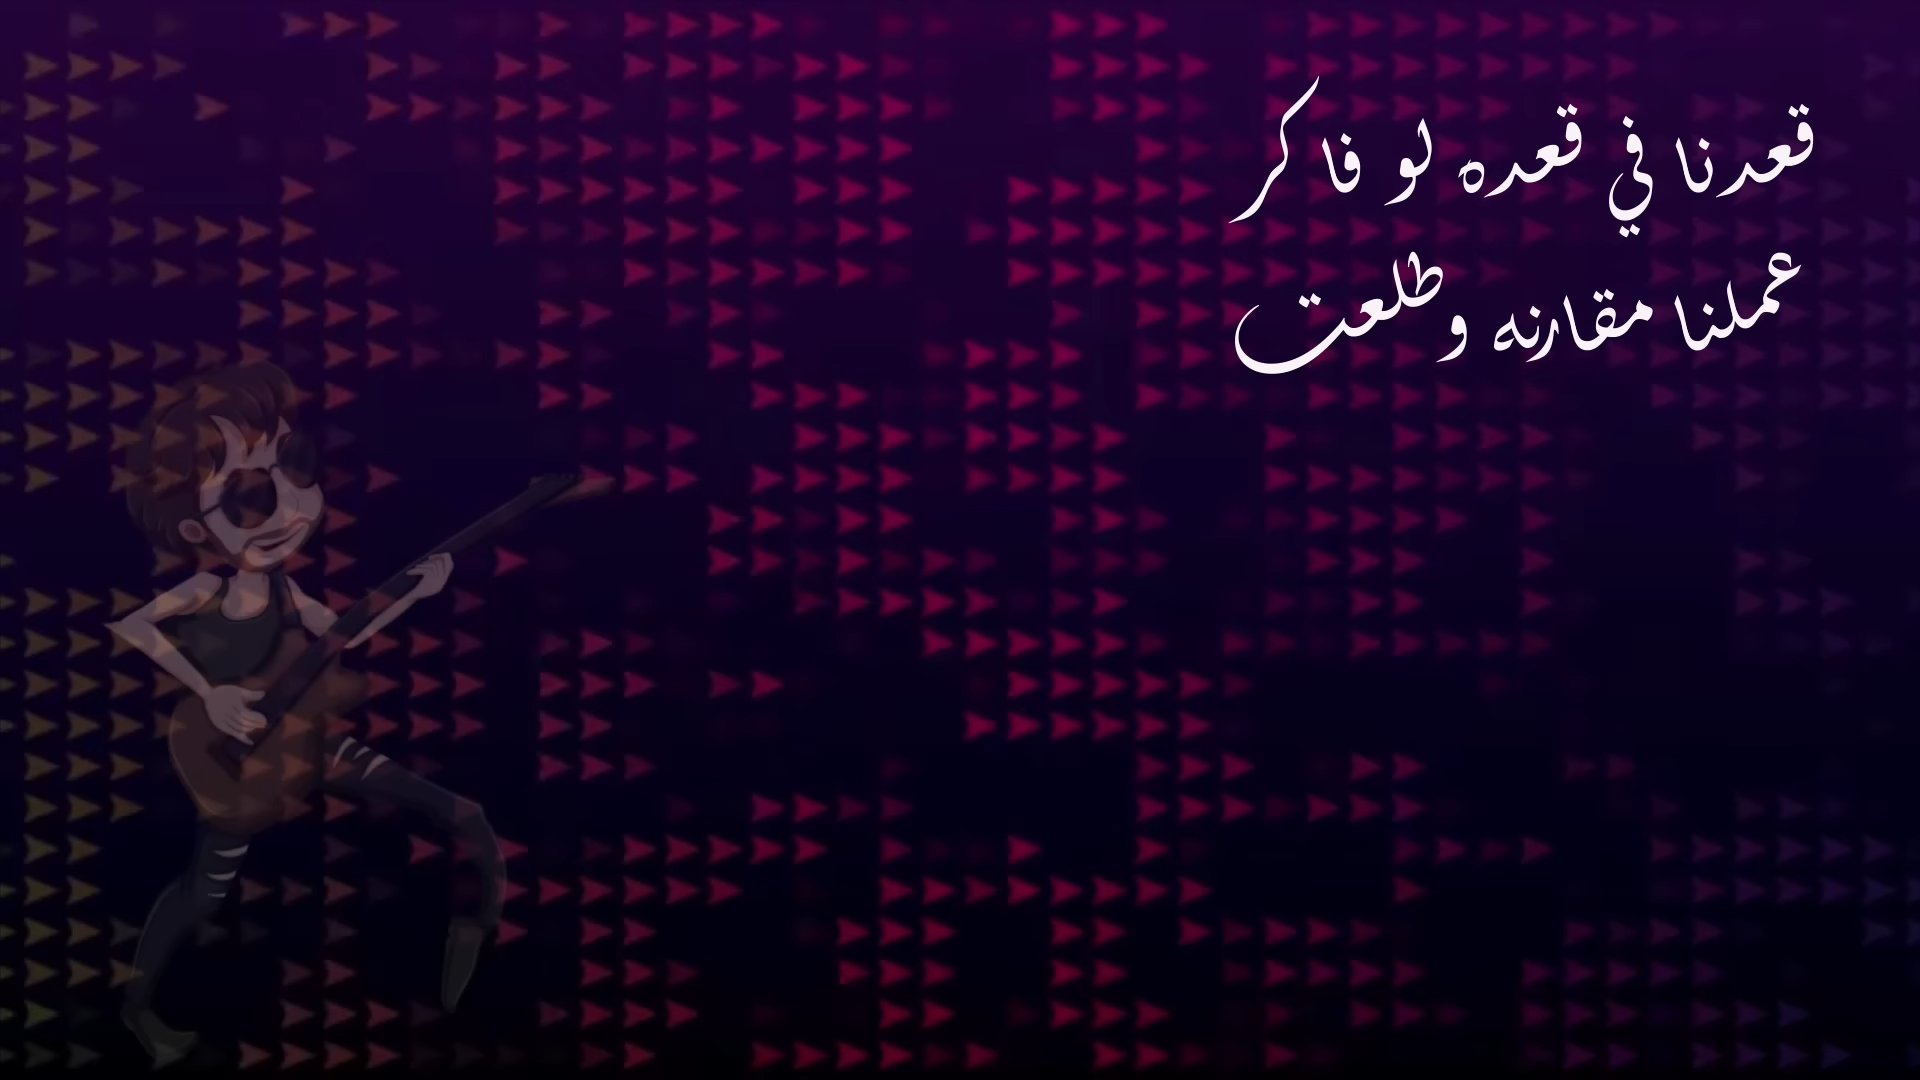 قعدنا في قعده لو فاكر
عملنا مقارنه وطلعت